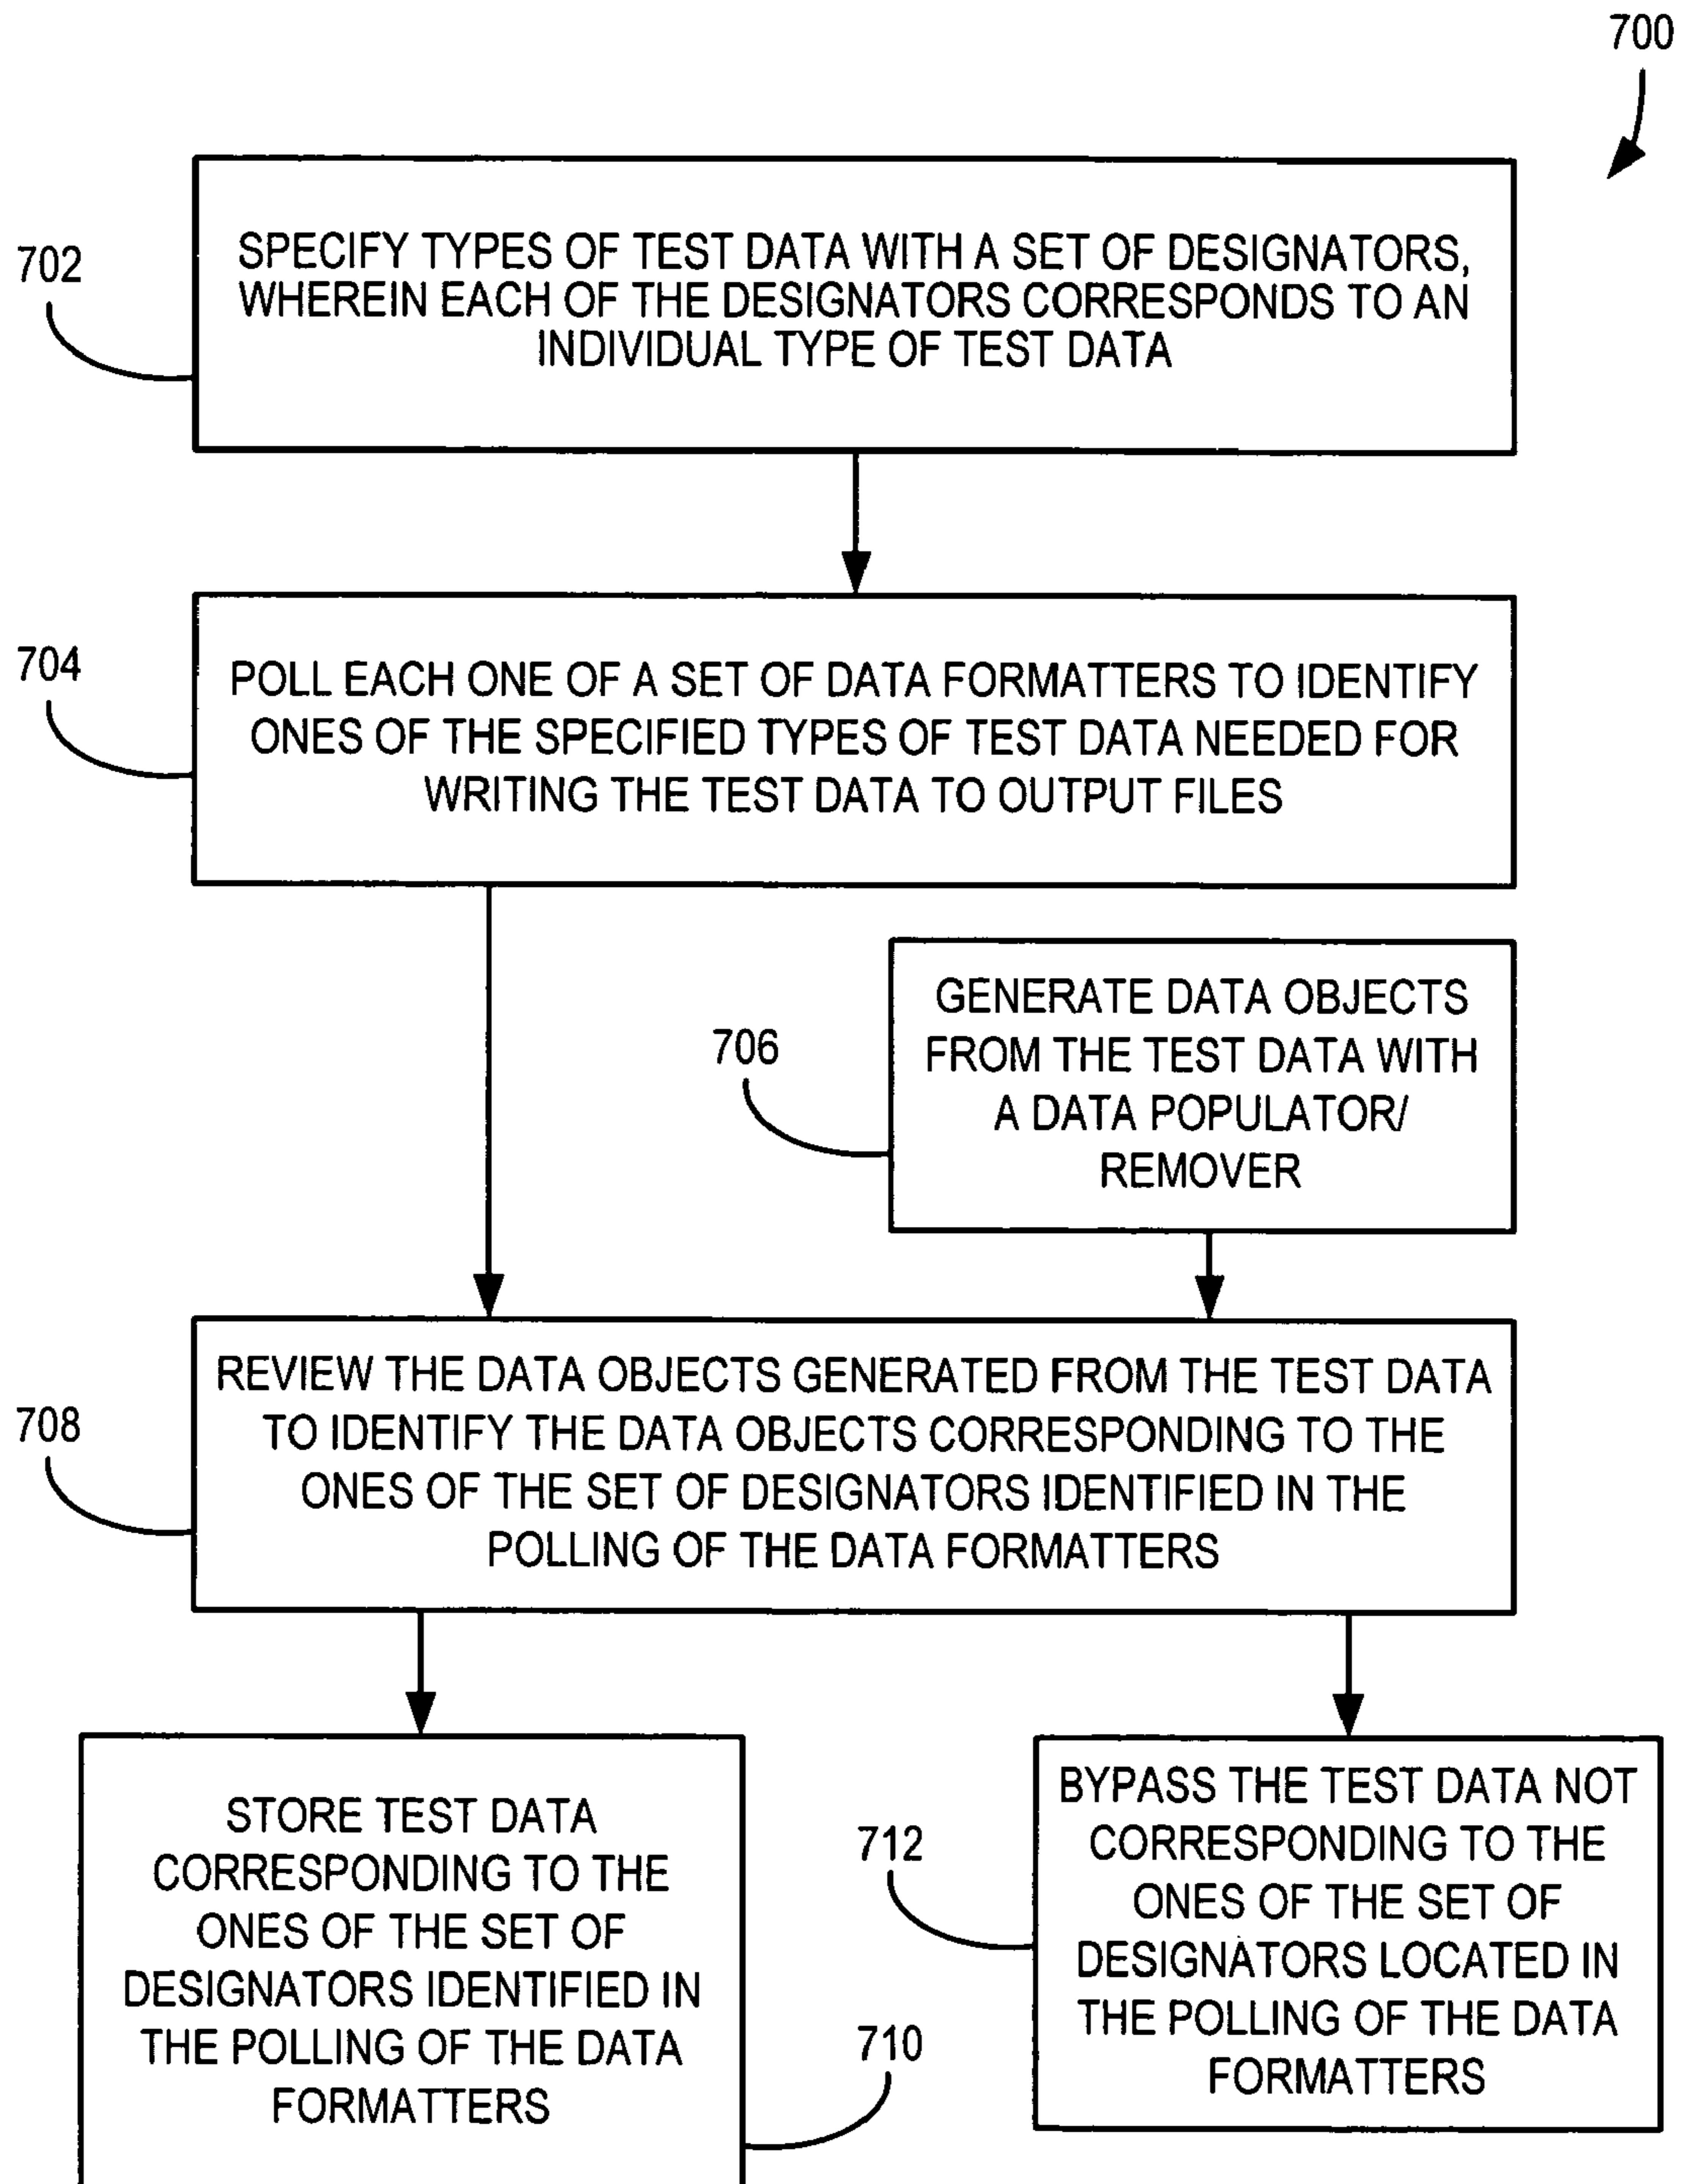 700
702
SPECIFY TYPES OF TEST DATA WITH A SET OF DESIGNATORS,
WHEREIN EACH OF THE DESIGNATORS CORRESPONDS TO AN
INDIVIDUAL TYPE OF TEST DATA
704
POLL EACH ONE OF A SET OF DATA FORMATTERS TO IDENTIFY
ONES OF THE SPECIFIED TYPES OF TEST DATA NEEDED FOR
WRITING THE TEST DATA TO OUTPUT FILES
706
GENERATE DATA OBJECTS
FROM THE TEST DATA WITH
A DATA POPULATOR/
REMOVER
708
REVIEW THE DATA OBJECTS GENERATED FROM THE TEST DATA
TO IDENTIFY THE DATA OBJECTS CORRESPONDING TO THE
ONES OF THE SET OF DESIGNATORS IDENTIFIED IN THE
POLLING OF THE DATA FORMATTERS
STORE TEST DATA
CORRESPONDING TO THE
ONES OF THE SET OF
DESIGNATORS IDENTIFIED IN
THE POLLING OF THE DATA
FORMATTERS
710
712
BYPASS THE TEST DATA NOT
CORRESPONDING TO THE
ONES OF THE SET OF
DESIGNATORS LOCATED IN
THE POLLING OF THE DATA
FORMATTERS